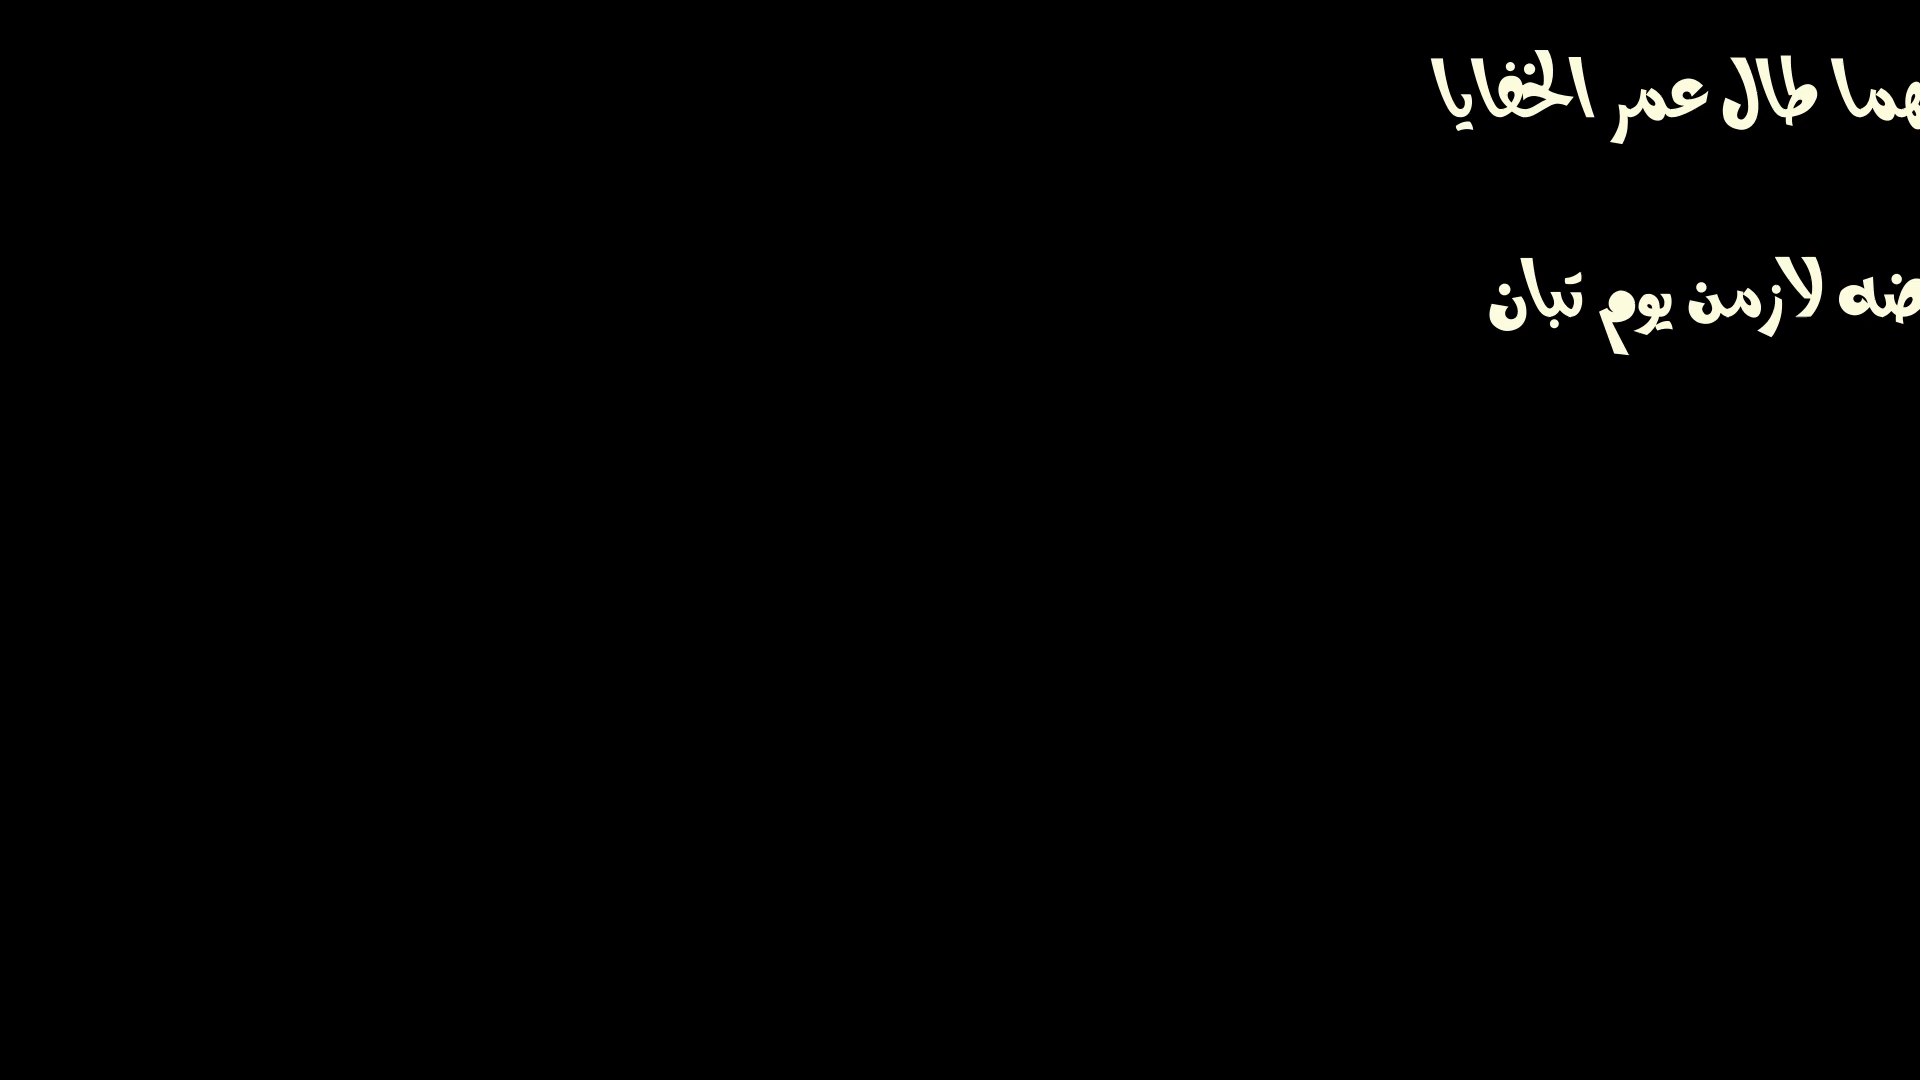 طال عمر الخفايا
لازمن يوم تبان